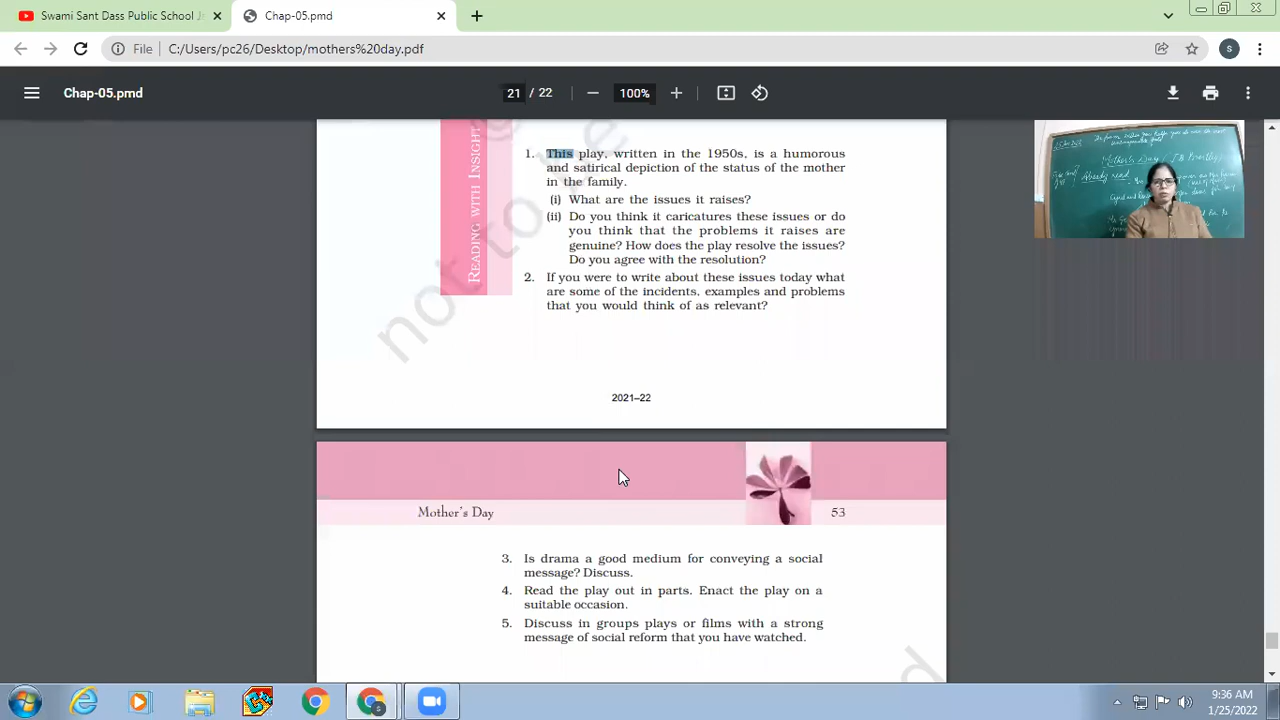 Swami Sant Dass Public School J
Chap-05.pmd
File
C:/Users/pc26/Desktop/mothers%20day.pdf
S
Chap-05.pmd
21 / 22
100%
READING WITH INSIGHT
1. This play, written in the 1950s, is a humorous
and satirical depiction of the status of the mother
in the family.
(i) What are the issues it raises?
(ii) Do you think it caricatures these issues or do
you think that the problems it raises are
genuine? How does the play resolve the issues?
Do you agree with the resolution?
2. If you were to write about these issues today what
are some of the incidents, examples and problems
that you would think of as relevant?
not to
2021–22
Mother's Day
53
3. Is drama a good medium for conveying a social
message? Discuss.
4. Read the play out in parts. Enact the play on a
suitable occasion.
5. Discuss in groups plays or films with a strong
message of social reform that you have watched.
Mother's Day
Already read
9:36 AM
1/25/2022